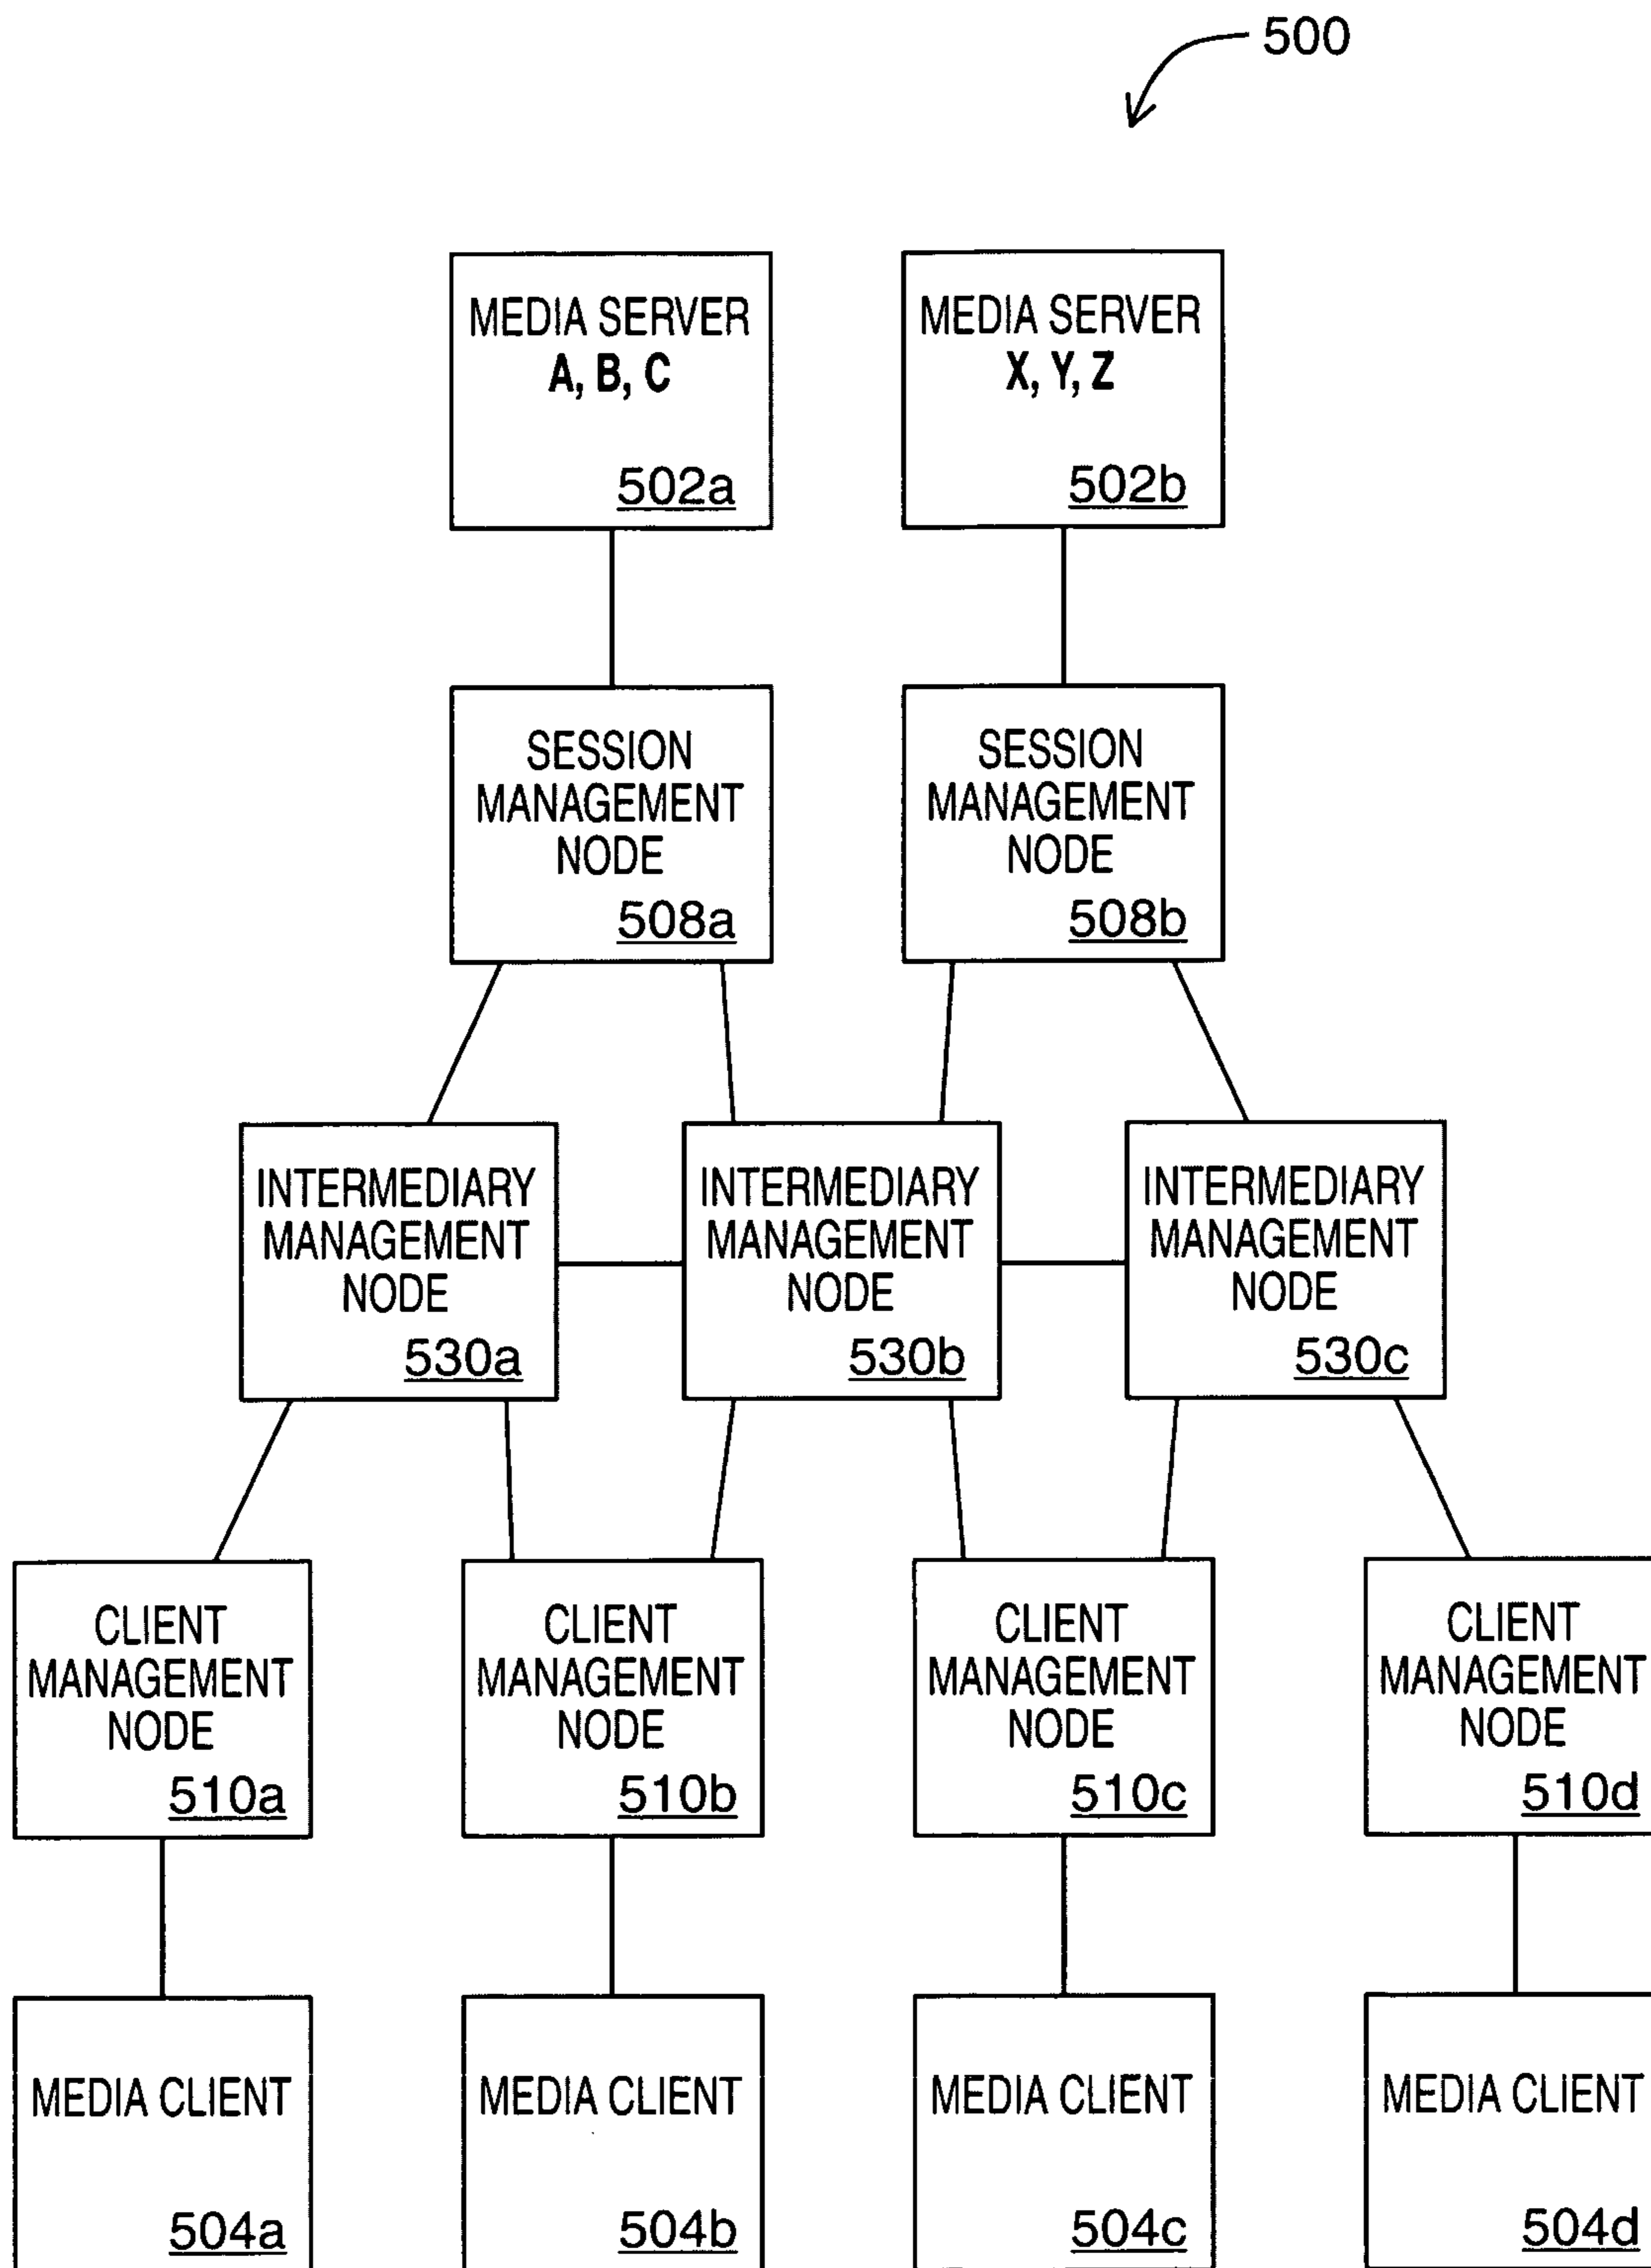 500
MEDIA SERVER
A, B, C
502a
MEDIA SERVER
X, Y, Z
502b
SESSION
MANAGEMENT
NODE
508a
SESSION
MANAGEMENT
NODE
508b
INTERMEDIARY
MANAGEMENT
NODE
530a
INTERMEDIARY
MANAGEMENT
NODE
530b
INTERMEDIARY
MANAGEMENT
NODE
530c
CLIENT
MANAGEMENT
NODE
510a
CLIENT
MANAGEMENT
NODE
510b
CLIENT
MANAGEMENT
NODE
510c
CLIENT
MANAGEMENT
NODE
510d
MEDIA CLIENT
504a
MEDIA CLIENT
504b
MEDIA CLIENT
504c
MEDIA CLIENT
504d